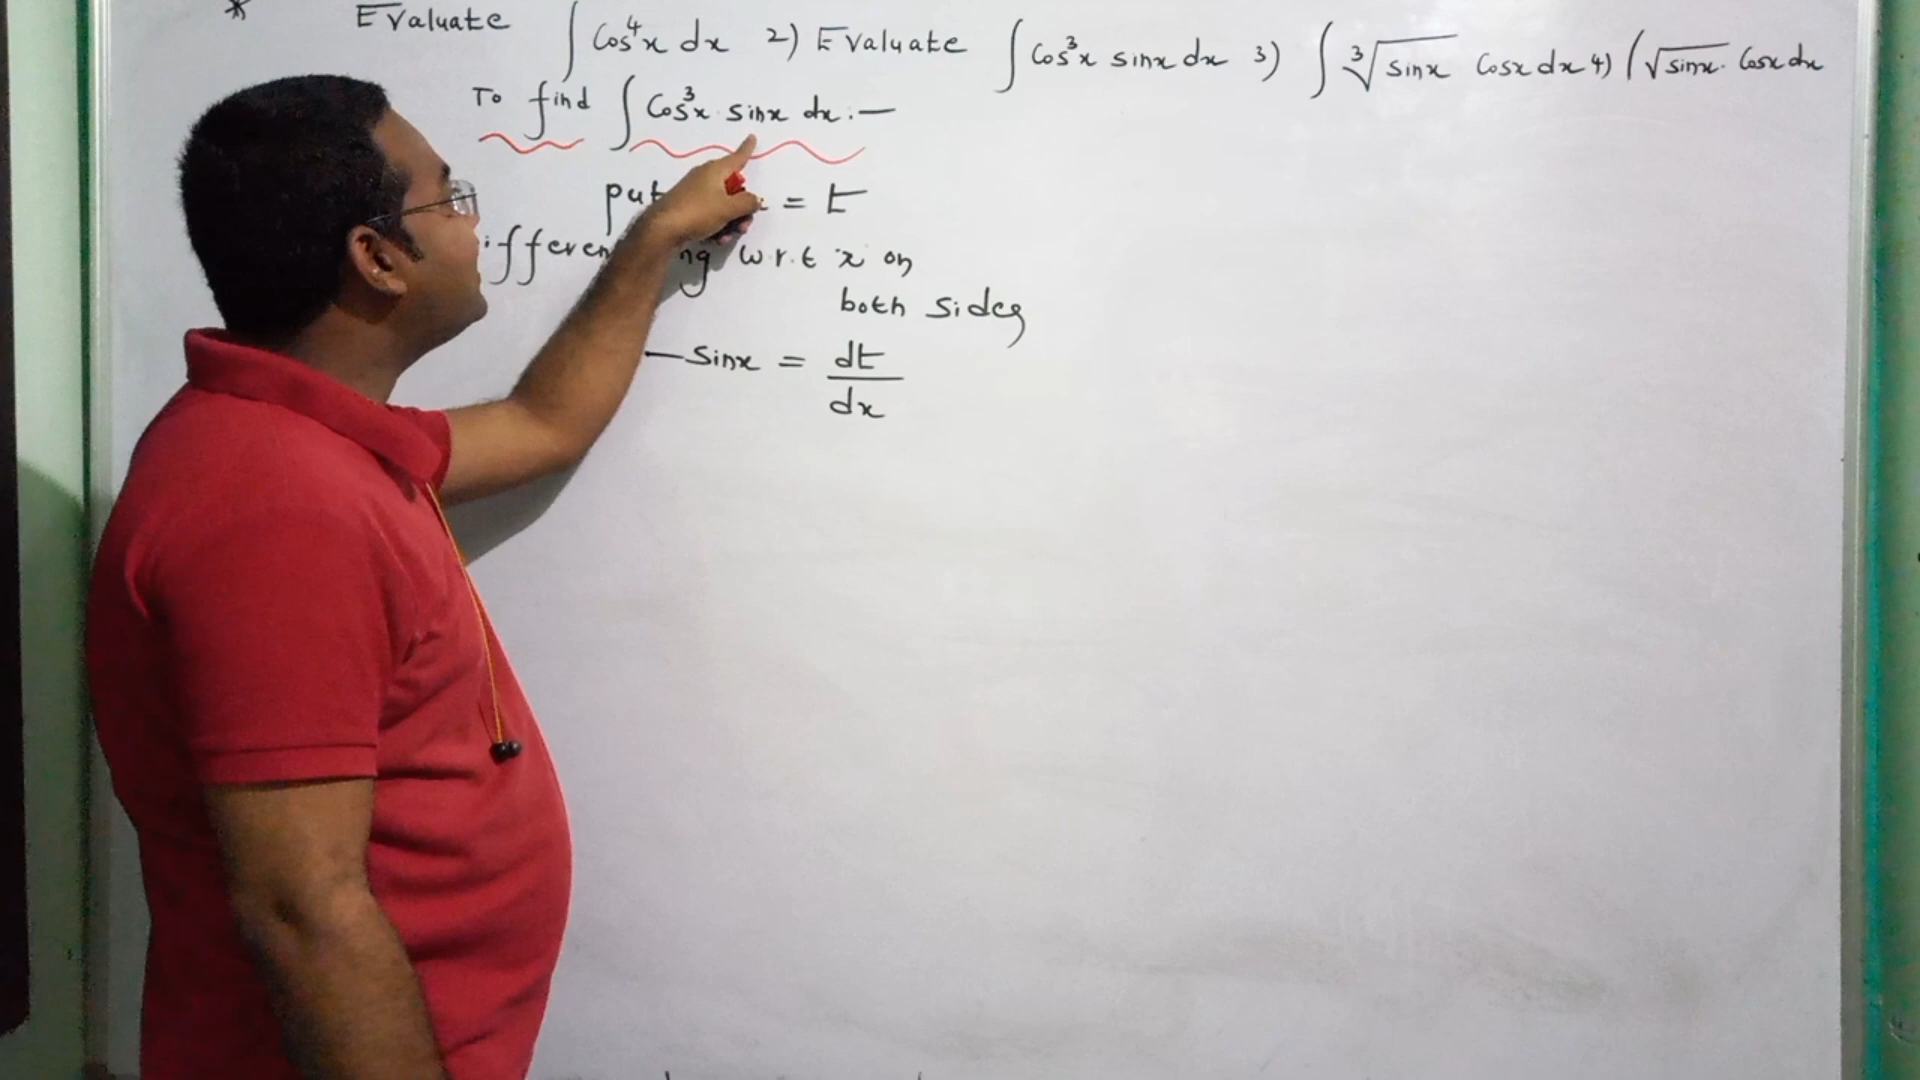 * Evaluate ∫ Cos⁴x dx 2) Evaluate ∫ Cos³x sinx dx 3) ∫ ∛sinx Cosx dx 4) ∫ √sinx. Cosx dx
To find ∫ Cos³x. sinx dx :—
put = t
w.r.t x on
both sides
—Sinx = dt/dx